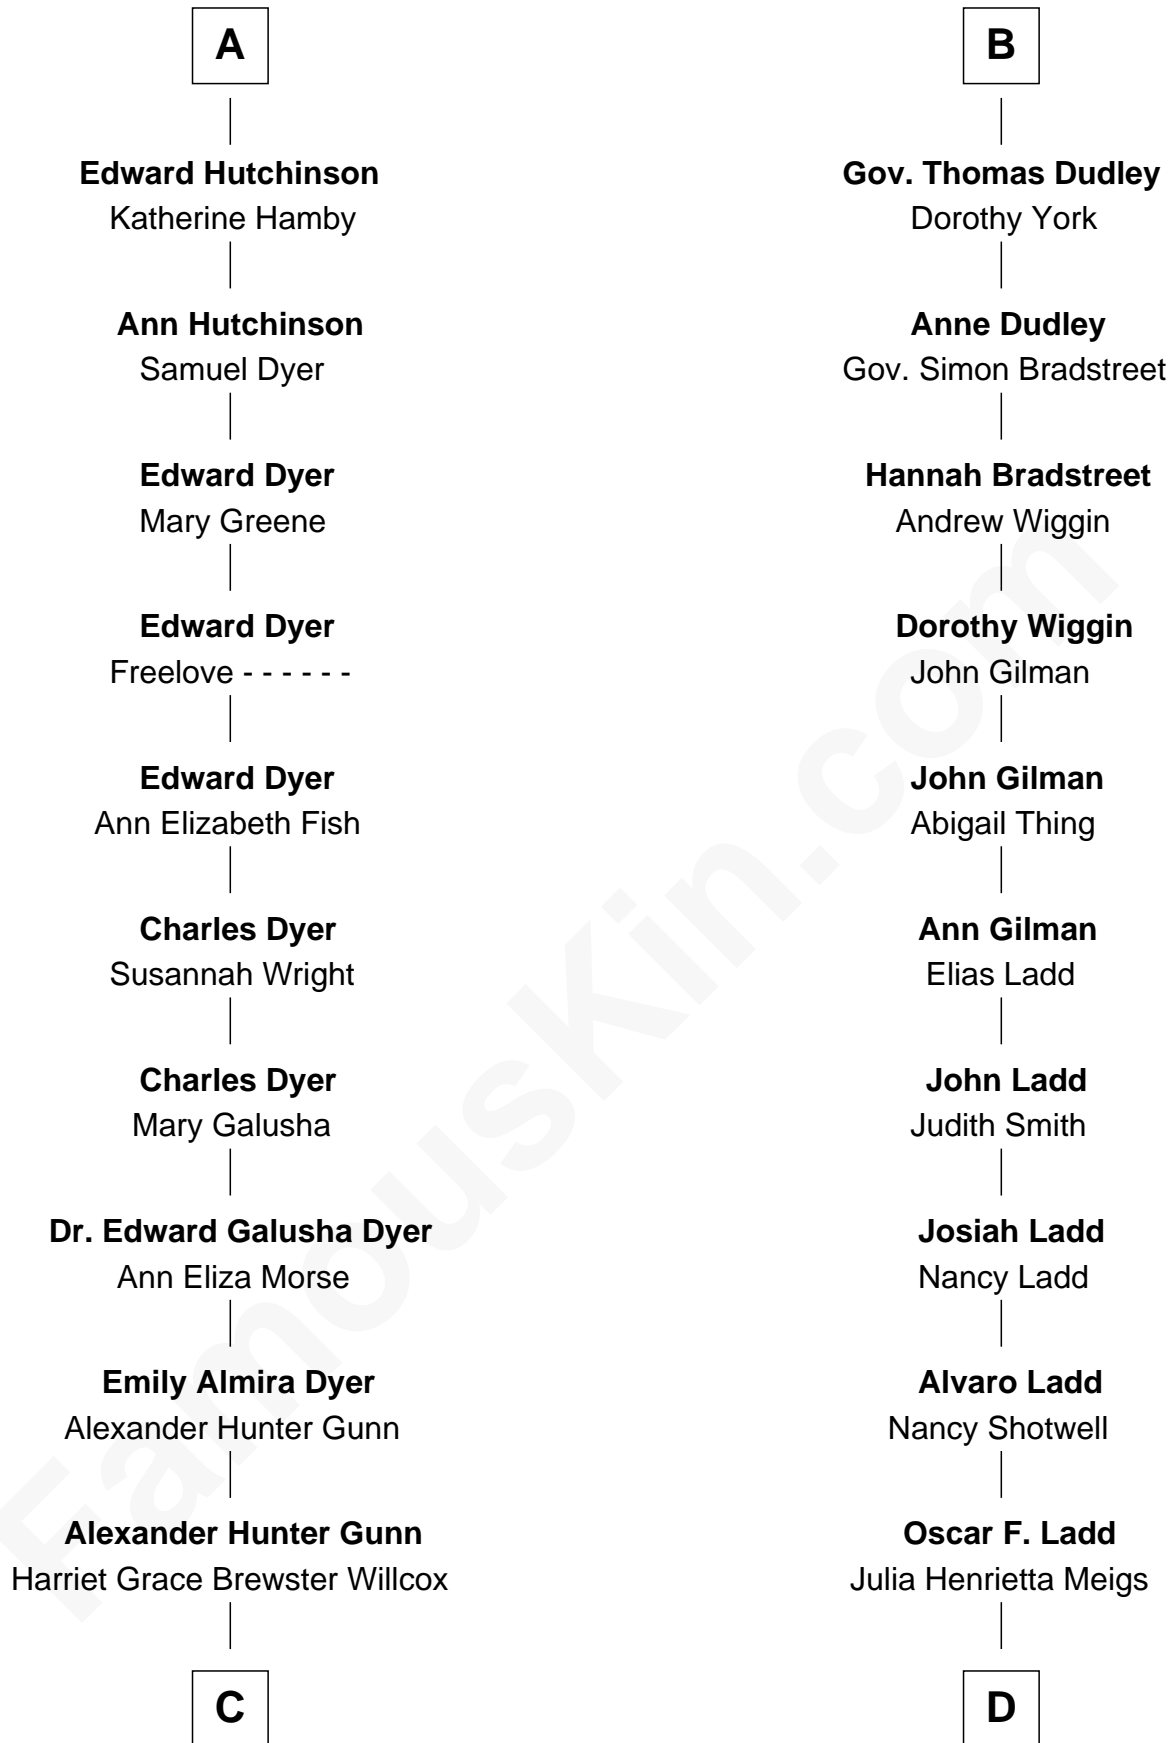 A
Edward Hutchinson
Katherine Hamby
Ann Hutchinson
Samuel Dyer
Edward Dyer
Mary Greene
Edward Dyer
Freelove - - - - - -
Edward Dyer
Ann Elizabeth Fish
Charles Dyer
Susannah Wright
Charles Dyer
Mary Galusha
Dr. Edward Galusha Dyer
Ann Eliza Morse
Emily Almira Dyer
Alexander Hunter Gunn
Alexander Hunter Gunn
Harriet Grace Brewster Willcox
C
B
Gov. Thomas Dudley
Dorothy York
Anne Dudley
Gov. Simon Bradstreet
Hannah Bradstreet
Andrew Wiggin
Dorothy Wiggin
John Gilman
John Gilman
Abigail Thing
Ann Gilman
Elias Ladd
John Ladd
Judith Smith
Josiah Ladd
Nancy Ladd
Alvaro Ladd
Nancy Shotwell
Oscar F. Ladd
Julia Henrietta Meigs
D
FamousKin.com